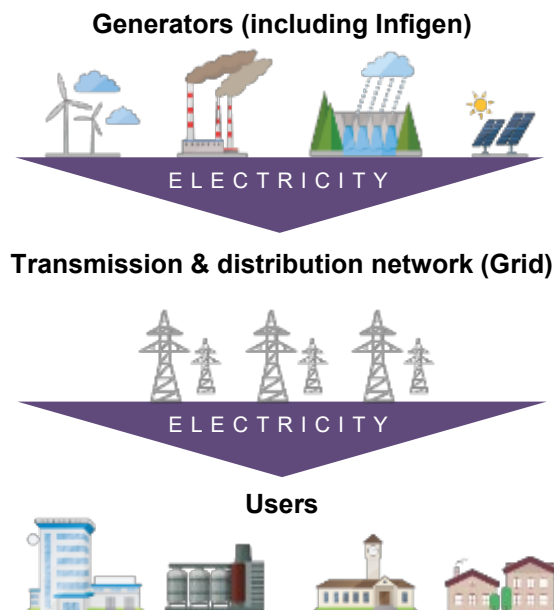 Generators (including Infigen)
ELECTRICITY
Transmission & distribution network (Grid)
ELECTRICITY
Users